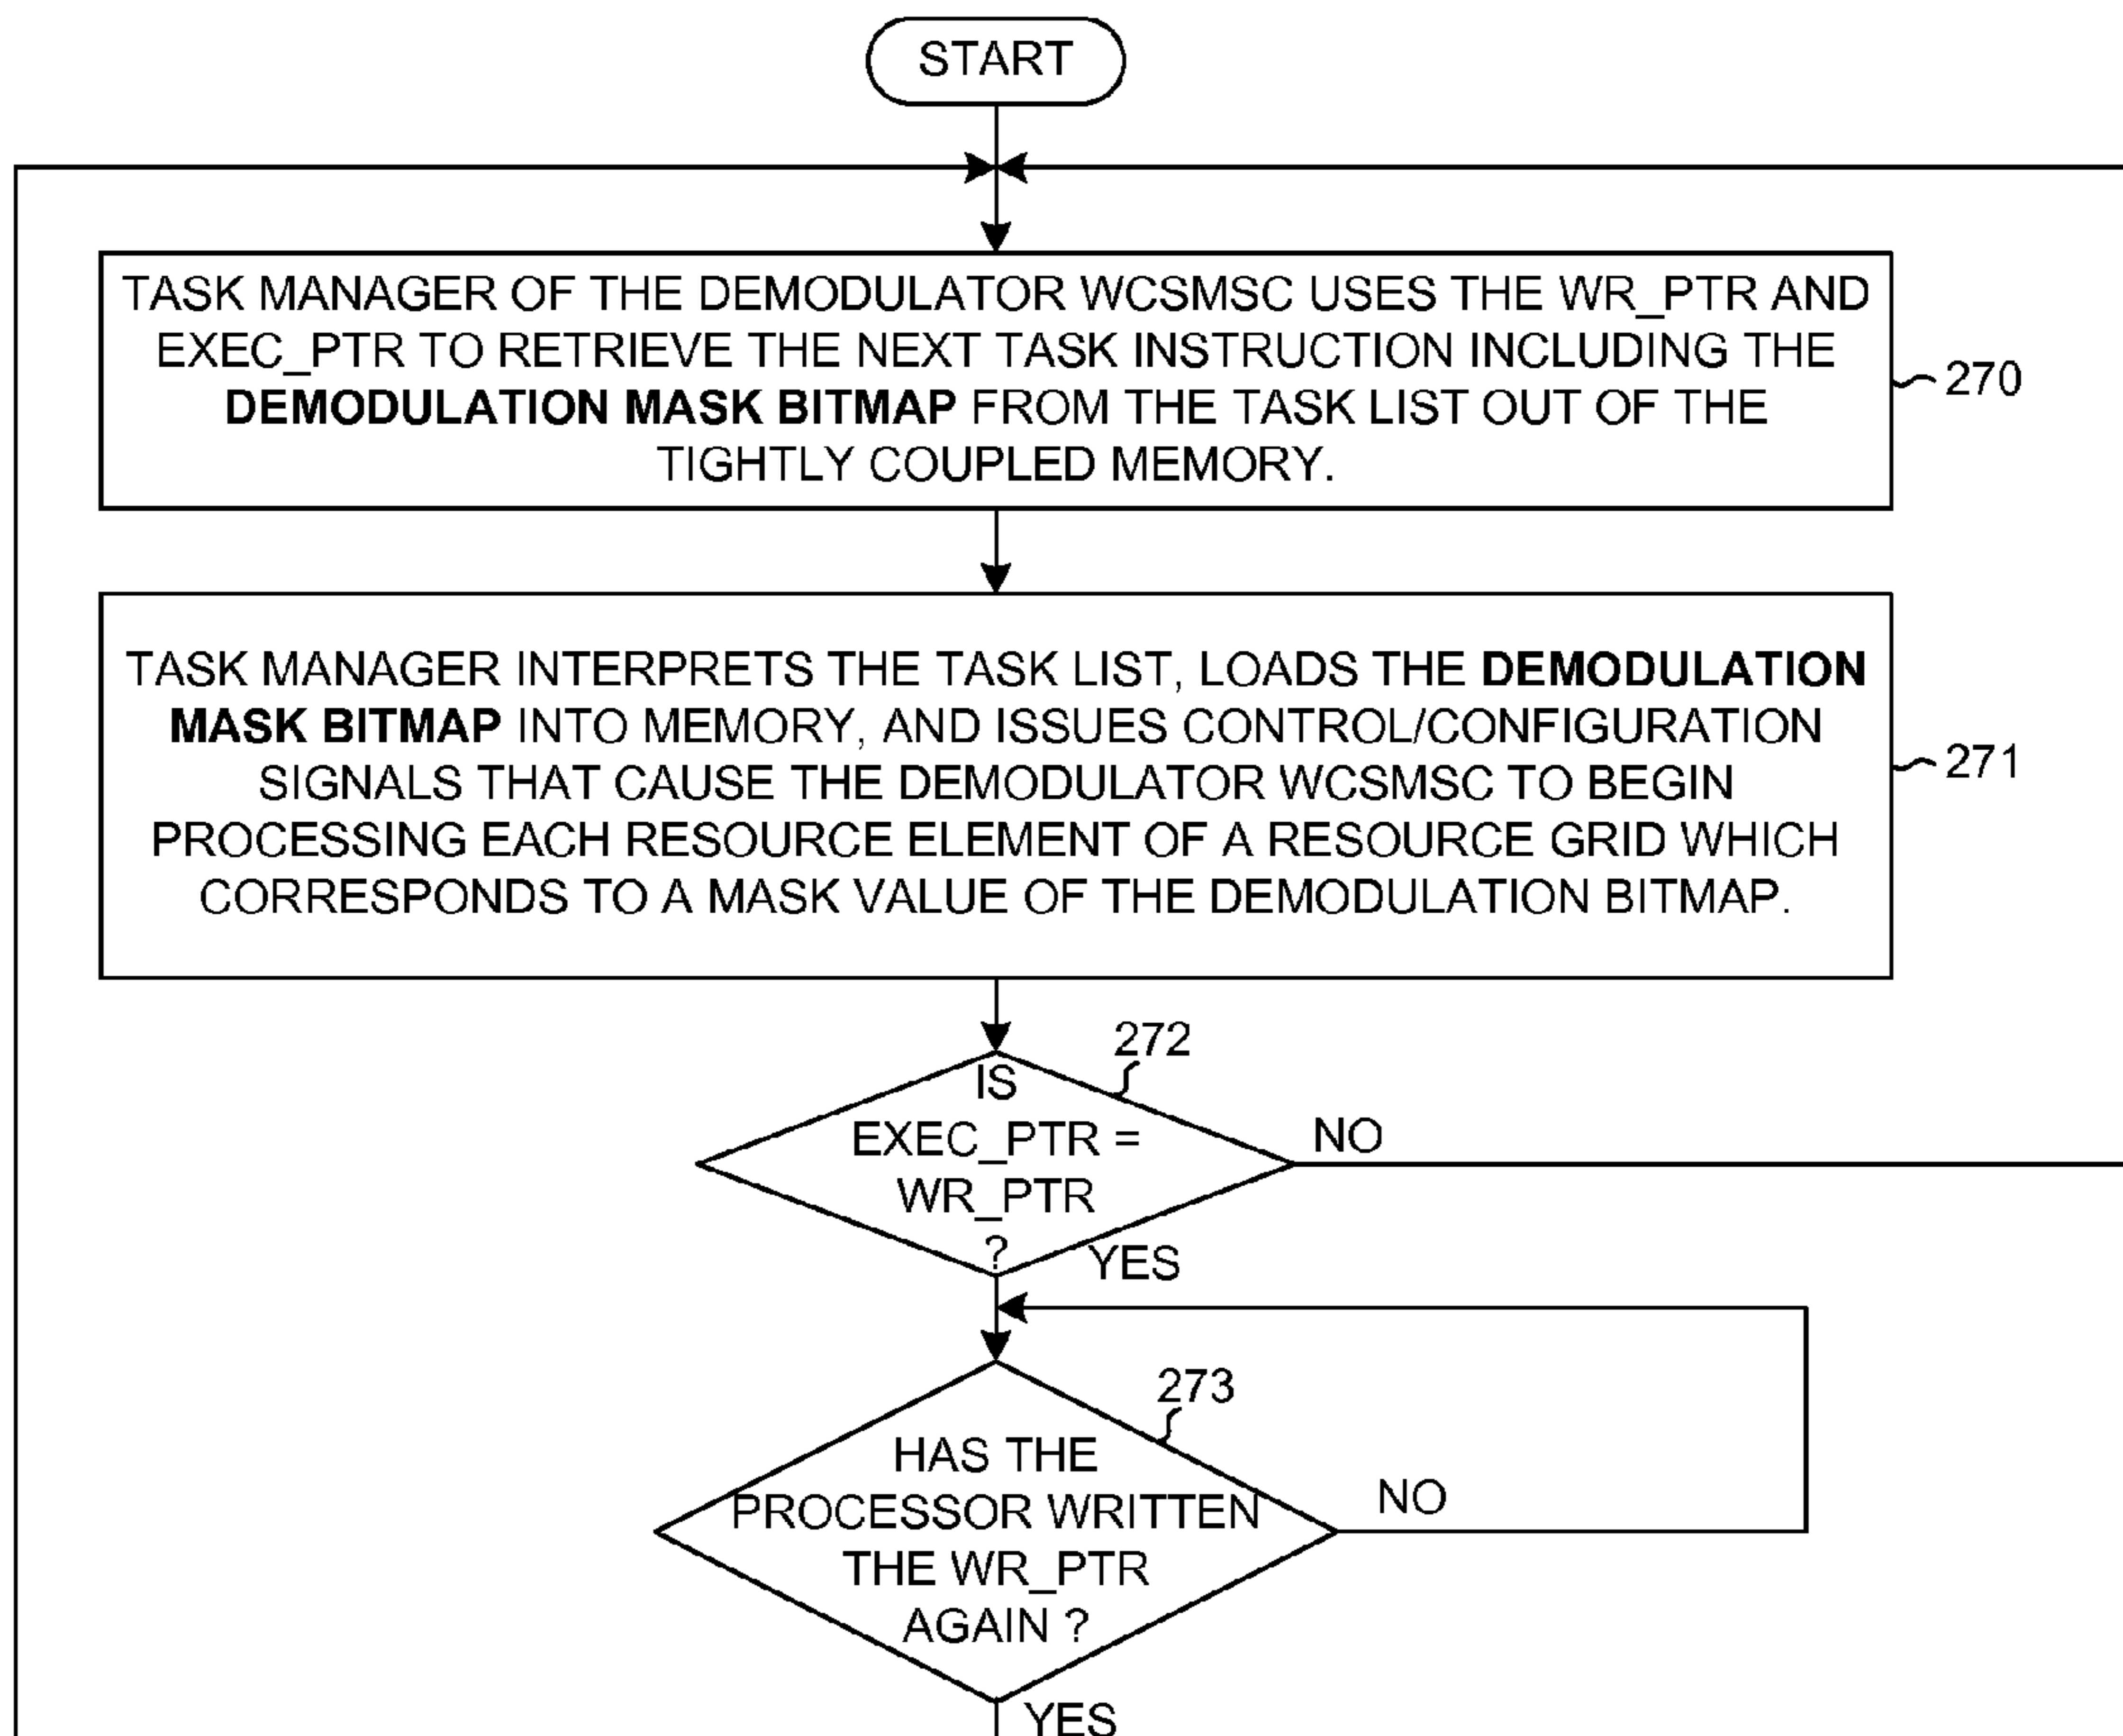 START
TASK MANAGER OF THE DEMODULATOR WCSMSC USES THE WR_PTR AND
EXEC_PTR TO RETRIEVE THE NEXT TASK INSTRUCTION INCLUDING THE
DEMODULATION MASK BITMAP FROM THE TASK LIST OUT OF THE
TIGHTLY COUPLED MEMORY.
270
TASK MANAGER INTERPRETS THE TASK LIST, LOADS THE DEMODULATION
MASK BITMAP INTO MEMORY, AND ISSUES CONTROL/CONFIGURATION
SIGNALS THAT CAUSE THE DEMODULATOR WCSMSC TO BEGIN
PROCESSING EACH RESOURCE ELEMENT OF A RESOURCE GRID WHICH
CORRESPONDS TO A MASK VALUE OF THE DEMODULATION BITMAP.
271
272
IS
EXEC_PTR =
WR_PTR
?
NO
YES
273
HAS THE
PROCESSOR WRITTEN
THE WR_PTR
AGAIN ?
NO
YES